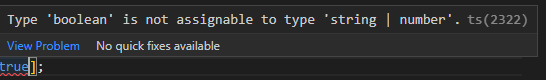 Type 'boolean' is not assignable to type 'string | number'. ts(2322)
View Problem No quick fixes available
true];